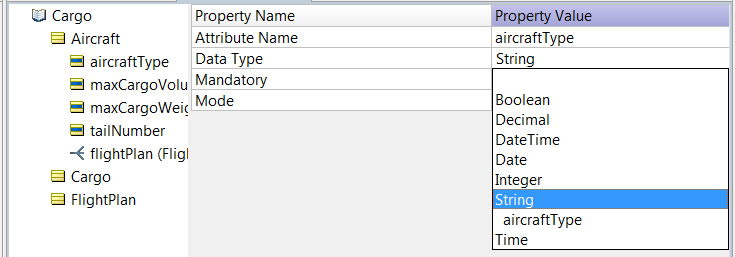 Cargo
Aircraft
aircraftType
maxCargoVolu
maxCargoWeig
tailNumber
flightPlan (Flig
Cargo
FlightPlan
Property Name Property Value
Attribute Name aircraftType
Data Type String
Mandatory
Mode
Boolean
Decimal
DateTime
Date
Integer
String
aircraftType
Time